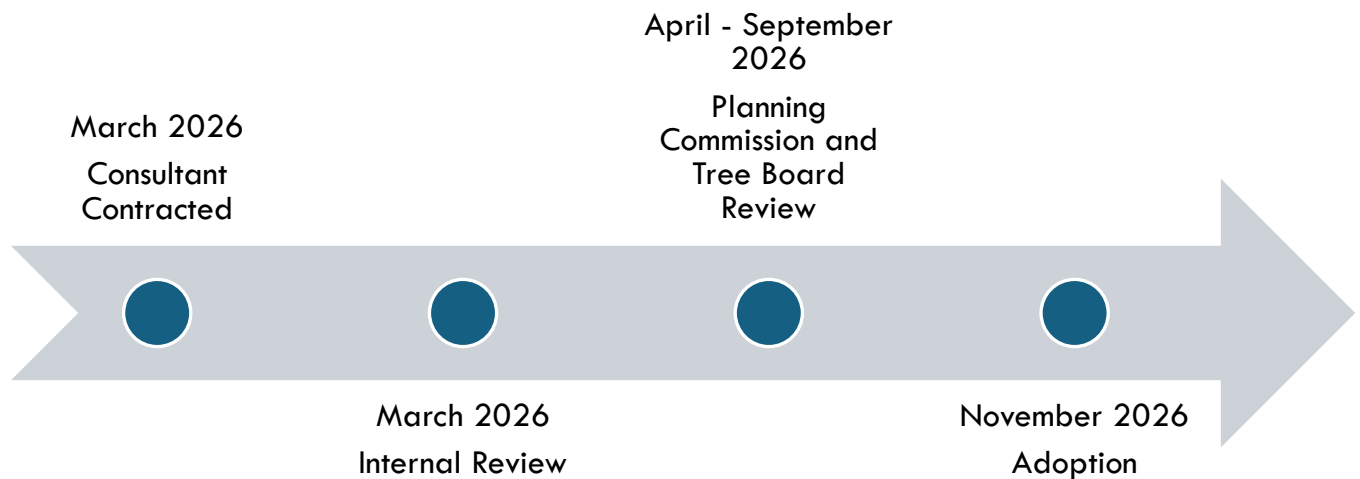 March 2026
Consultant
Contracted
March 2026
Internal Review
April - September
2026
Planning
Commission and
Tree Board
Review
November 2026
Adoption